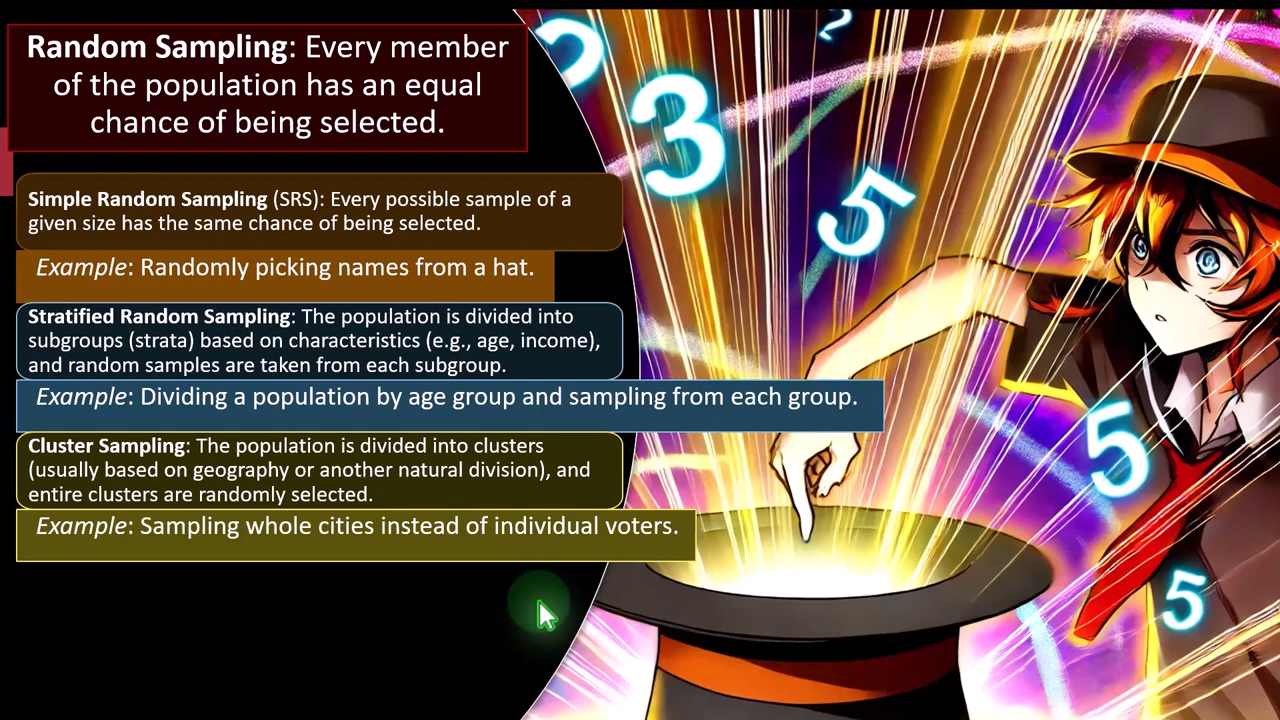 Random Sampling: Every member
of the population has an equal
chance of being selected.
Simple Random Sampling (SRS): Every possible sample of a
given size has the same chance of being selected.
Example: Randomly picking names from a hat.
Stratified Random Sampling: The population is divided into
subgroups (strata) based on characteristics (e.g., age, income),
and random samples are taken from each subgroup.
Example: Dividing a population by age group and sampling from each group.
Cluster Sampling: The population is divided into clusters
(usually based on geography or another natural division), and
entire clusters are randomly selected.
Example: Sampling whole cities instead of individual voters.
3
5
5
5